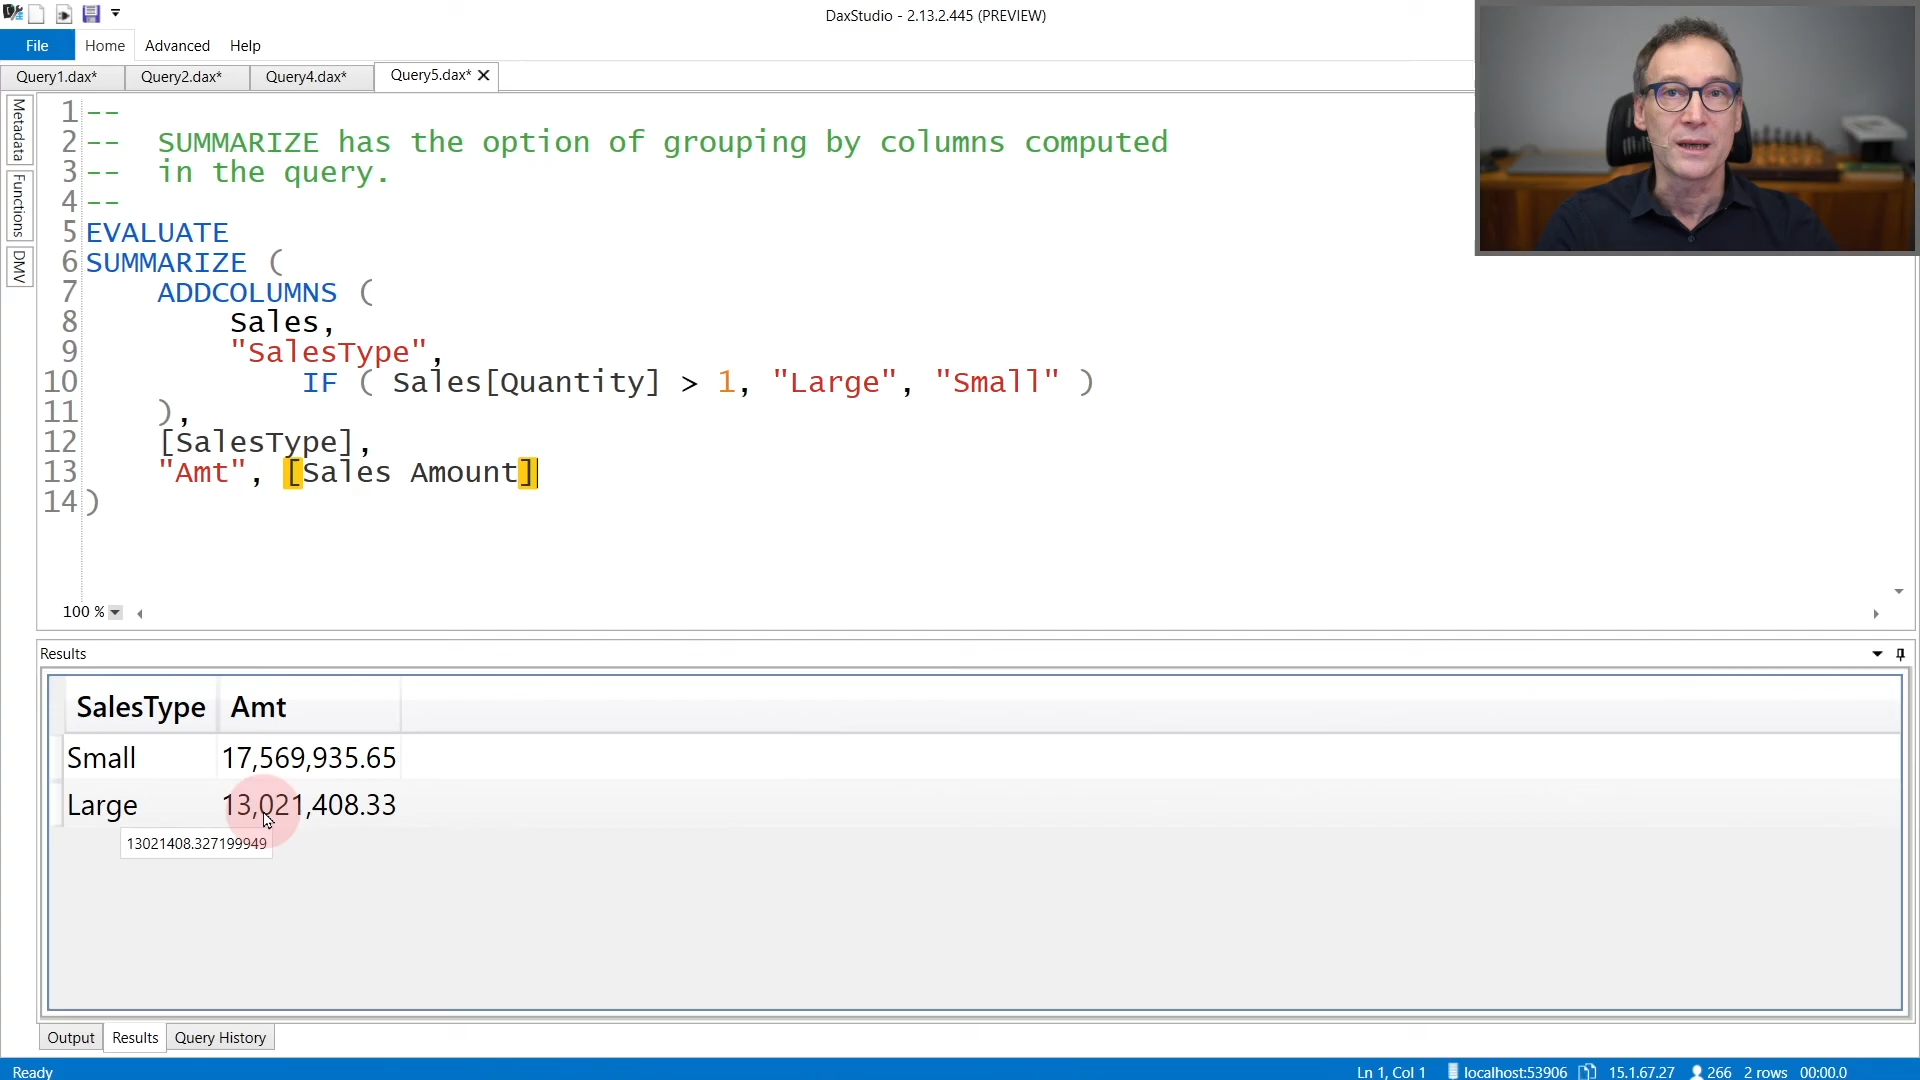 DaxStudio - 2.13.2.445 (PREVIEW)
File Home Advanced Help
Query1.dax* Query2.dax* Query4.dax* Query5.dax*
Metadata
Functions
DMV
1 --
2 -- SUMMARIZE has the option of grouping by columns computed
3 -- in the query.
4 --
5 EVALUATE
6 SUMMARIZE (
7 ADDCOLUMNS (
8 Sales,
9 "SalesType",
10 IF ( Sales[Quantity] > 1, "Large", "Small" )
11 ),
12 [SalesType],
13 "Amt", [Sales Amount]
14 )
100 %
Results
SalesType Amt
Small 17,569,935.65
Large 13,021,408.33
13021408.327199949
Output Results Query History
Ready Ln 1, Col 1 localhost:53906 15.1.67.27 266 2 rows 00:00.0